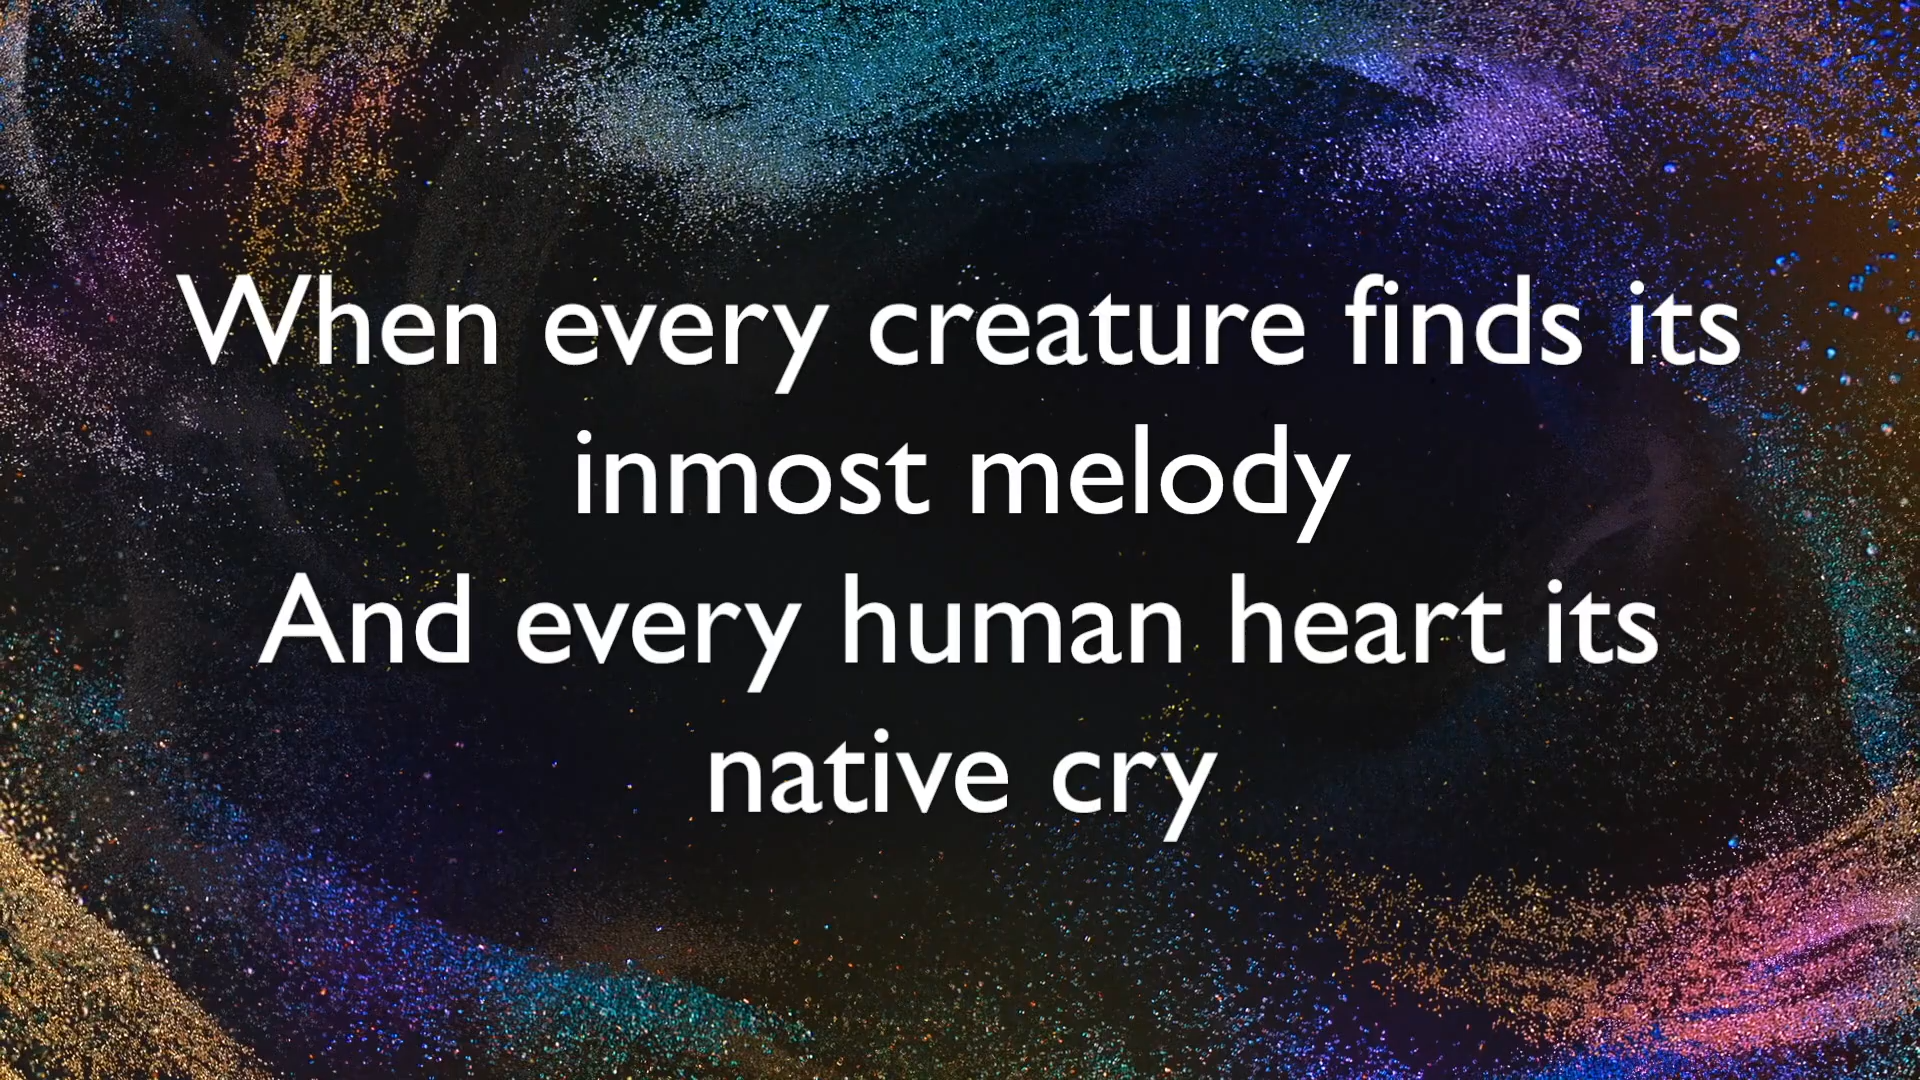 When every creature finds its
inmost melody
And every human heart its
native cry